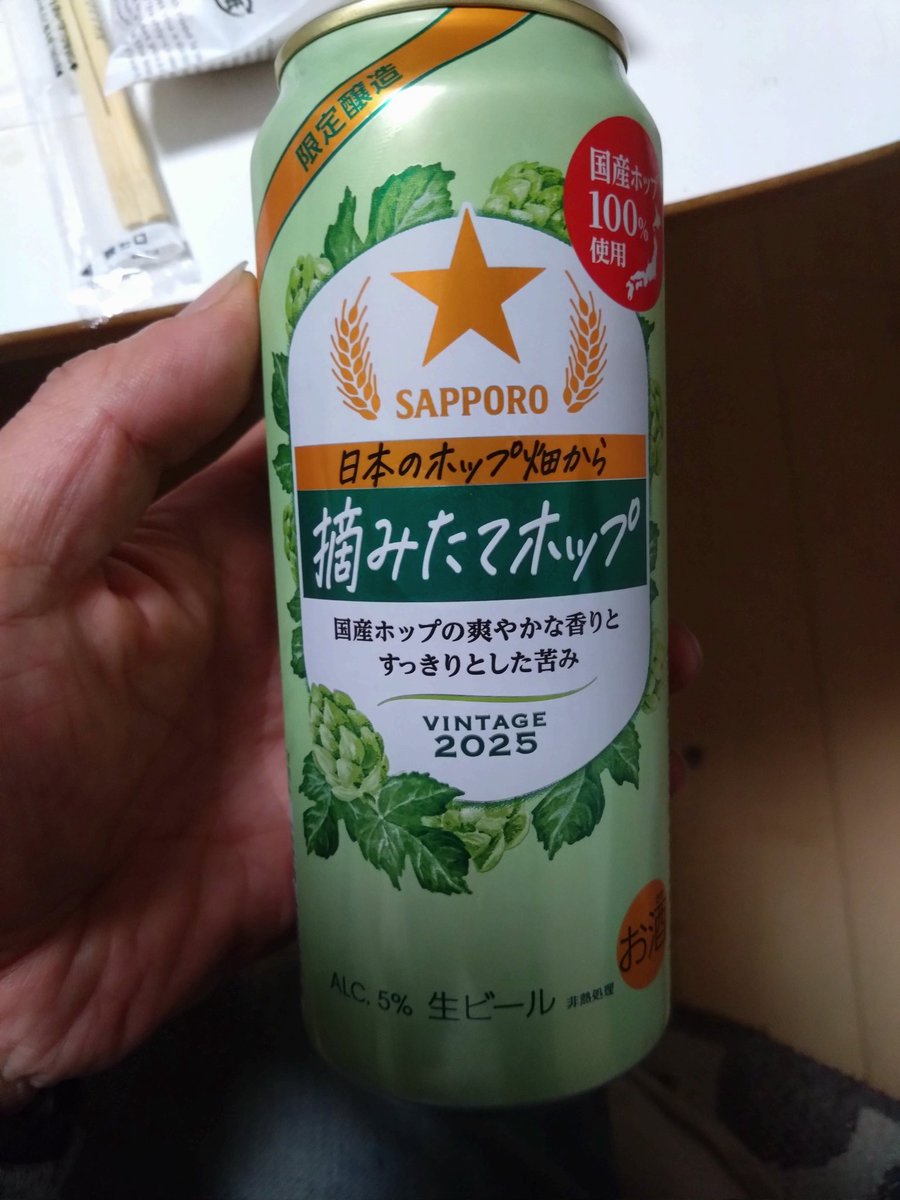 限定醸造
国産ホップ
100%
使用
SAPPORO
日本のホップ畑から
摘みたてホップ
国産ホップの爽やかな香りと
すっきりとした苦み
VINTAGE
2025
お酒
ALC. 5% 生ビール 非熱処理